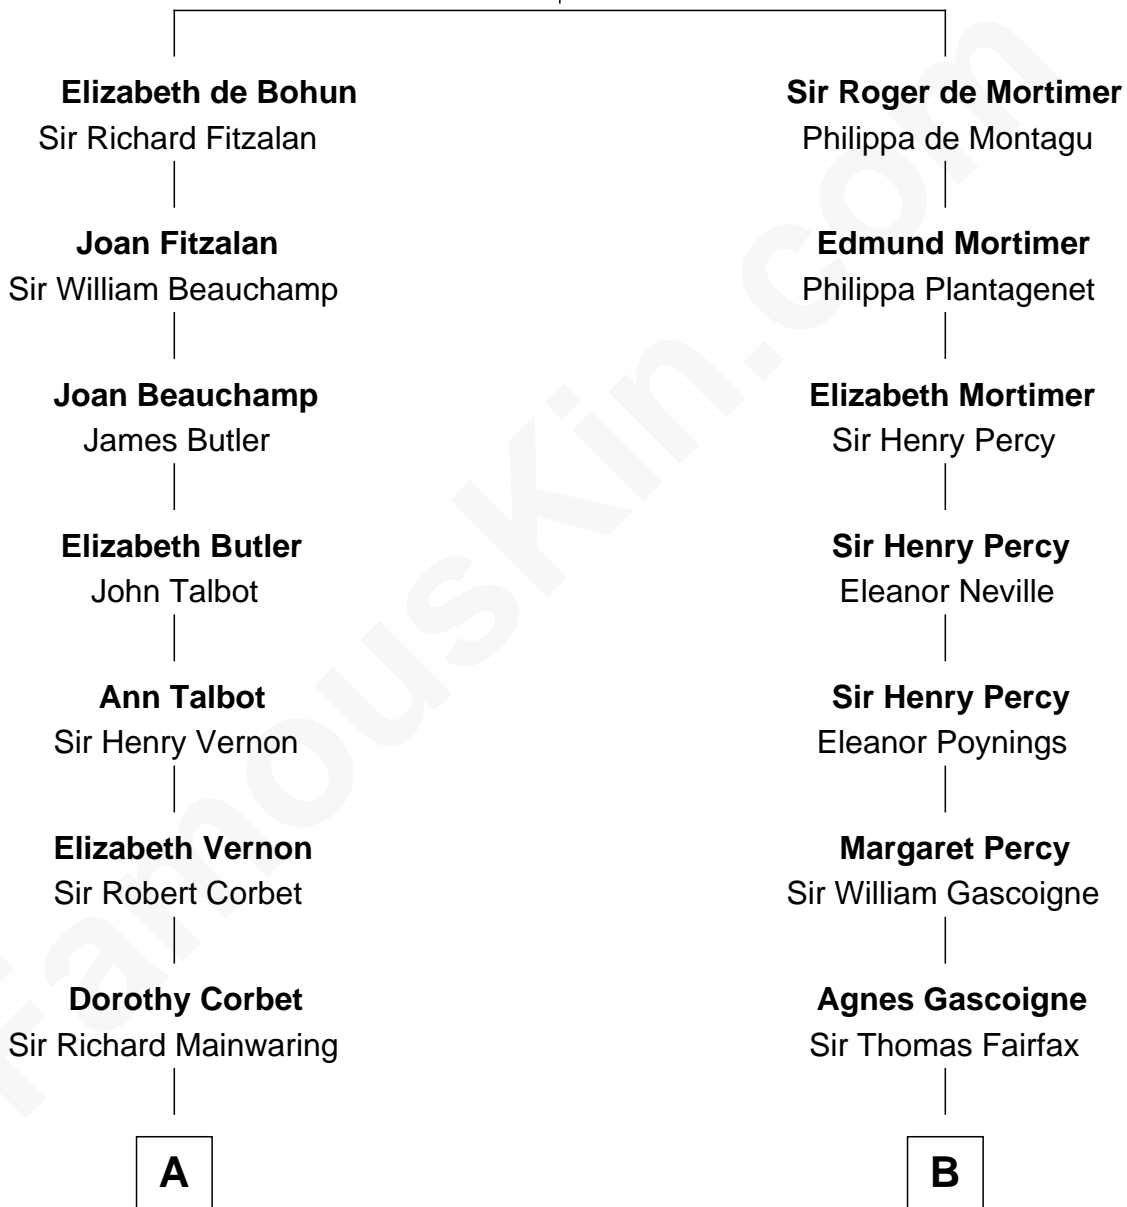 Elizabeth de Bohun
Sir Richard Fitzalan
Joan Fitzalan
Sir William Beauchamp
Joan Beauchamp
James Butler
Elizabeth Butler
John Talbot
Ann Talbot
Sir Henry Vernon
Elizabeth Vernon
Sir Robert Corbet
Dorothy Corbet
Sir Richard Mainwaring
A
Sir Roger de Mortimer
Philippa de Montagu
Edmund Mortimer
Philippa Plantagenet
Elizabeth Mortimer
Sir Henry Percy
Sir Henry Percy
Eleanor Neville
Sir Henry Percy
Eleanor Poynings
Margaret Percy
Sir William Gascoigne
Agnes Gascoigne
Sir Thomas Fairfax
B
FamousKin.com